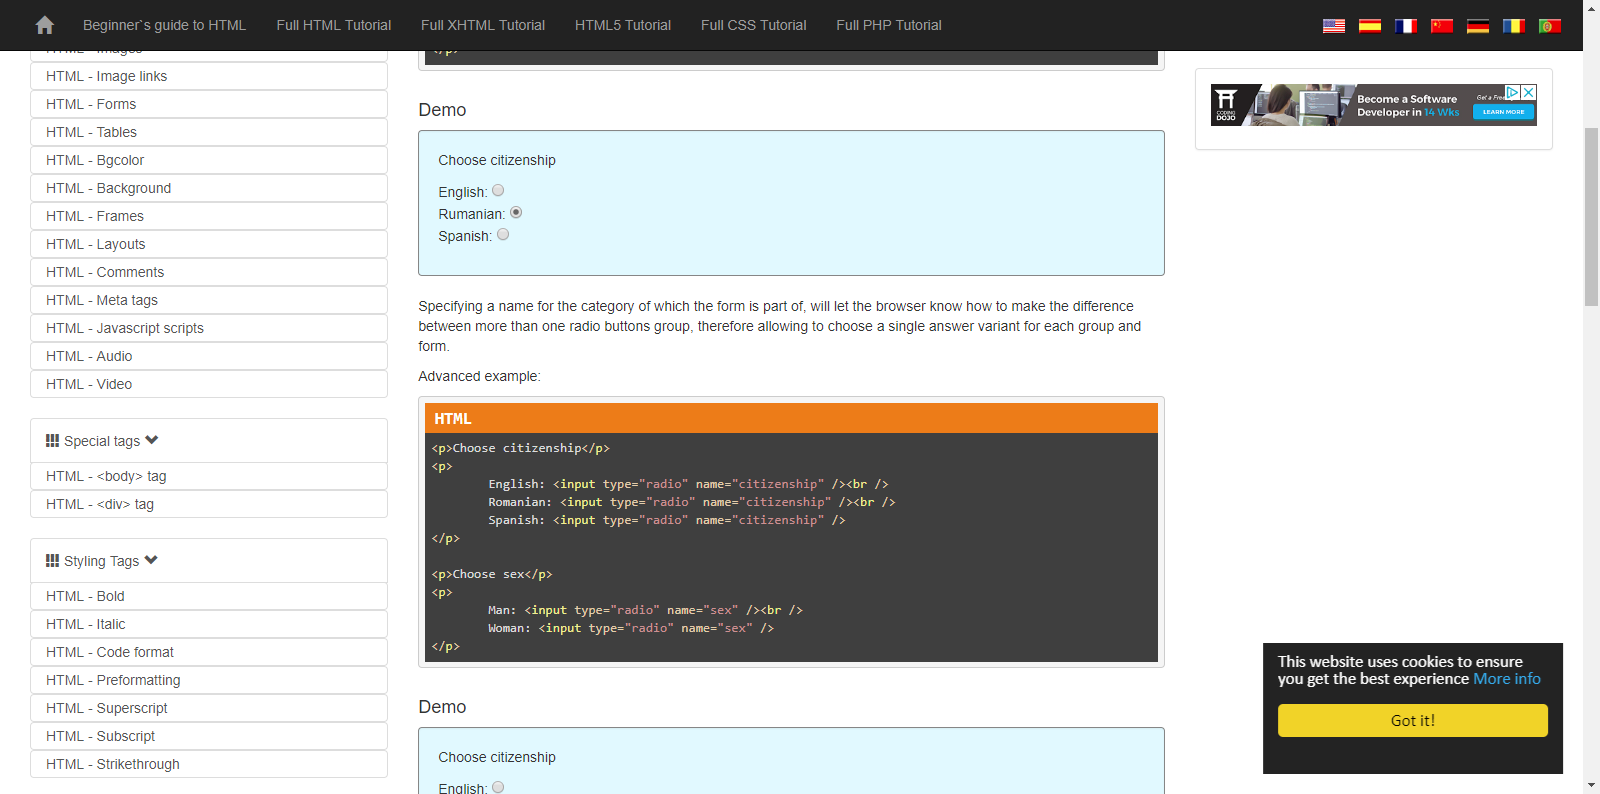 Beginner`s guide to HTML
Full HTML Tutorial
Full XHTML Tutorial
HTML5 Tutorial
Full CSS Tutorial
Full PHP Tutorial
HTML - Images
HTML - Image links
HTML - Forms
HTML - Tables
HTML - Bgcolor
HTML - Background
HTML - Frames
HTML - Layouts
HTML - Comments
HTML - Meta tags
HTML - Javascript scripts
HTML - Audio
HTML - Video
Special tags
HTML - <body> tag
HTML - <div> tag
Styling Tags
HTML - Bold
HTML - Italic
HTML - Code format
HTML - Preformatting
HTML - Superscript
HTML - Subscript
HTML - Strikethrough
</p>
Demo
Choose citizenship
English:
Rumanian:
Spanish:
Specifying a name for the category of which the form is part of, will let the browser know how to make the difference
between more than one radio buttons group, therefore allowing to choose a single answer variant for each group and
form.
Advanced example:
HTML
<p>Choose citizenship</p>
<p>
English: <input type="radio" name="citizenship" /><br />
Romanian: <input type="radio" name="citizenship" /><br />
Spanish: <input type="radio" name="citizenship" />
</p>
<p>Choose sex</p>
<p>
Man: <input type="radio" name="sex" /><br />
Woman: <input type="radio" name="sex" />
</p>
Demo
Choose citizenship
English:
CODING
DOJO
Become a Software
Developer in 14 Wks
Get a Free
LEARN MORE
This website uses cookies to ensure
you get the best experience More info
Got it!